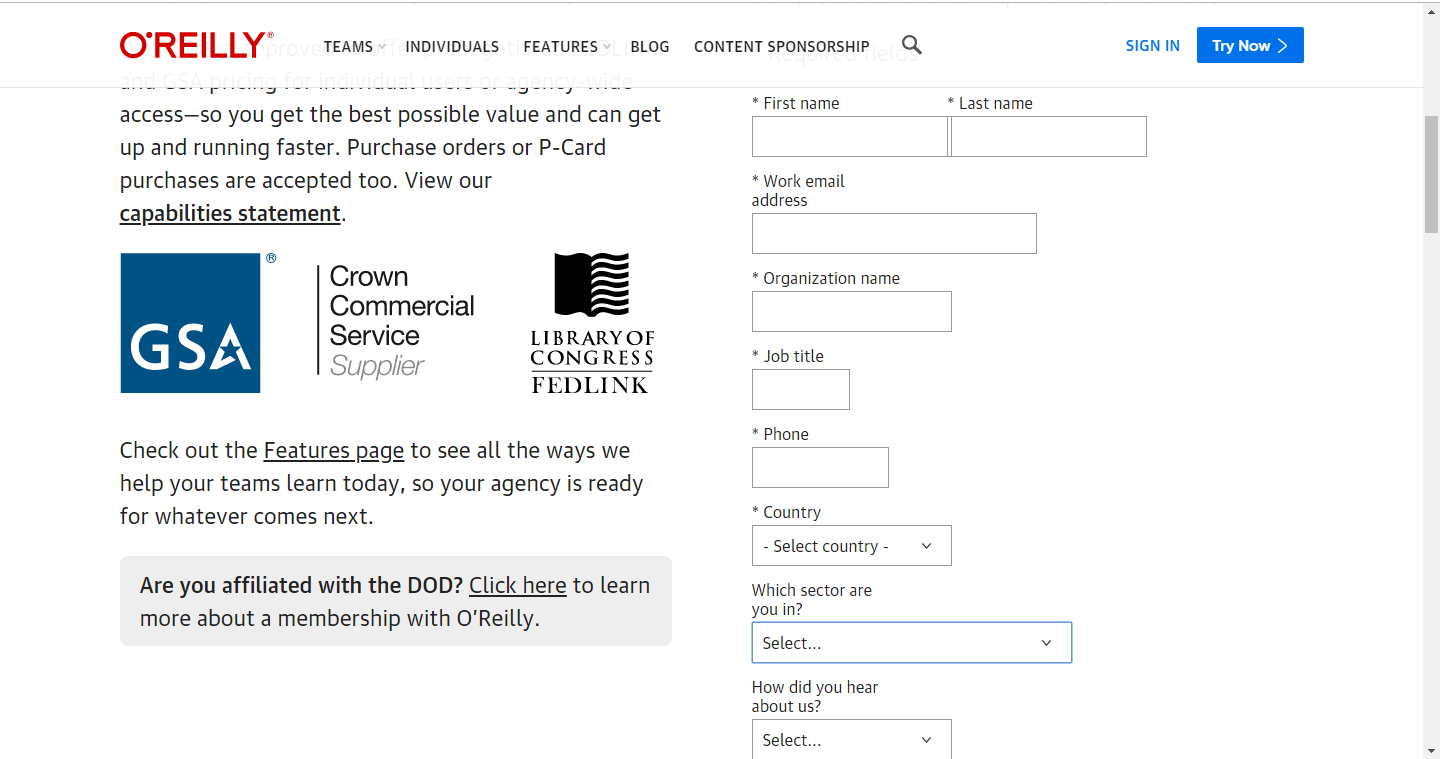 O'REILLY®
TEAMS
INDIVIDUALS
FEATURES
BLOG
CONTENT SPONSORSHIP
SIGN IN
Try Now
and GSA pricing for individual users or agency-wide
access—so you get the best possible value and can get
up and running faster. Purchase orders or P-Card
purchases are accepted too. View our
capabilities statement.
GSA®
Crown
Commercial
Service
Supplier
LIBRARY OF
CONGRESS
FEDLINK
Check out the Features page to see all the ways we
help your teams learn today, so your agency is ready
for whatever comes next.
Are you affiliated with the DOD? Click here to learn
more about a membership with O'Reilly.
Required fields
* First name
* Last name
* Work email
address
* Organization name
* Job title
* Phone
* Country
- Select country -
Which sector are
you in?
Select...
How did you hear
about us?
Select...